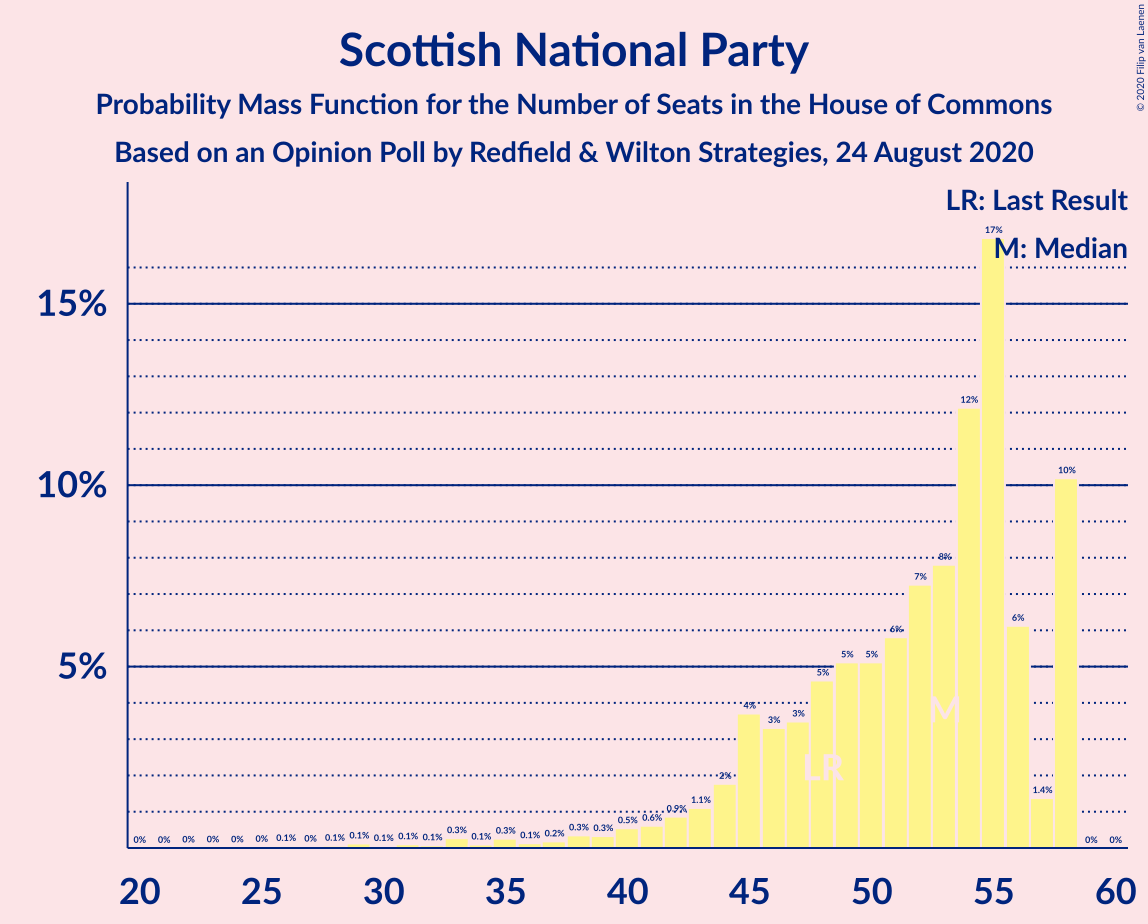 Scottish National Party
Probability Mass Function for the Number of Seats in the House of Commons
Based on an Opinion Poll by Redfield & Wilton Strategies, 24 August 2020
© 2020 Filip van Laenen
LR: Last Result
M: Median
15%
10%
5%
0% 0% 0% 0% 0% 0% 0.1% 0% 0.1% 0.1% 0.1% 0.1% 0.1% 0.3% 0.1% 0.3% 0.1% 0.2% 0.3% 0.3% 0.5% 0.6% 0.9% 1.1% 2% 4% 3% 3% 5% 5% 5% 6% 7% 8% 12% 17% 6% 1.4% 10% 0% 0%
LR
M
20 25 30 35 40 45 50 55 60